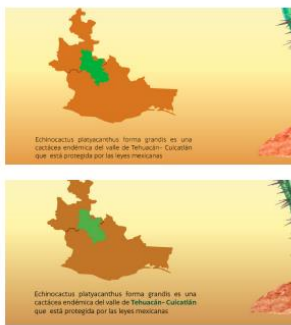 Echinocactus platyacanthus forma grandis es una
cactácea endémica del valle de Tehuacán- Cuicatlán
que está protegida por las leyes mexicanas
Echinocactus platyacanthus forma grandis es una
cactácea endémica del valle de Tehuacán- Cuicatlán
que está protegida por las leyes mexicanas